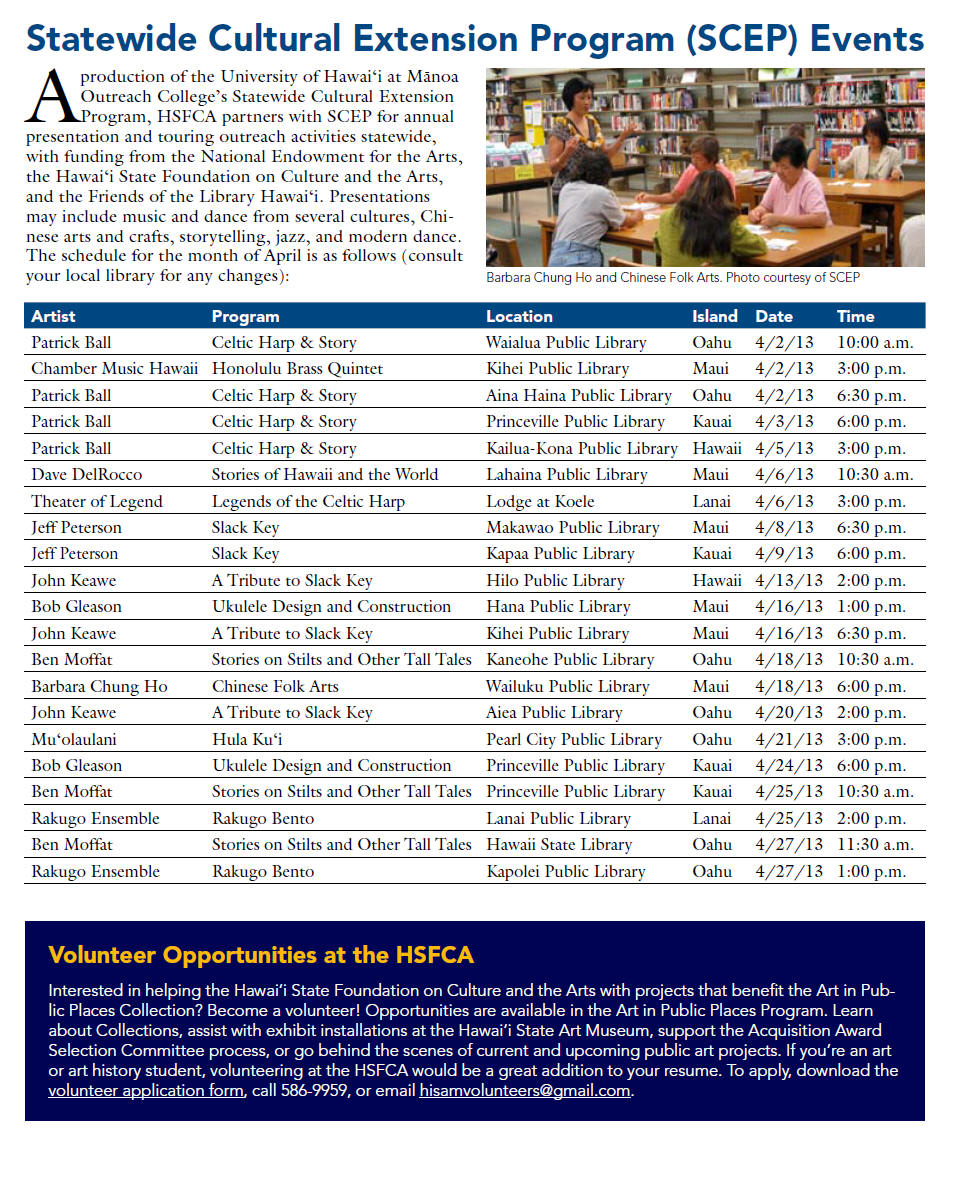 Statewide Cultural Extension Program (SCEP) Events
A production of the University of Hawai‘i at Mānoa
Outreach College’s Statewide Cultural Extension
Program, HSFCA partners with SCEP for annual
presentation and touring outreach activities statewide,
with funding from the National Endowment for the Arts,
the Hawai‘i State Foundation on Culture and the Arts,
and the Friends of the Library Hawai‘i. Presentations
may include music and dance from several cultures, Chi-
nese arts and crafts, storytelling, jazz, and modern dance.
The schedule for the month of April is as follows (consult
your local library for any changes):
Barbara Chung Ho and Chinese Folk Arts. Photo courtesy of SCEP
Artist Program Location Island Date Time
Patrick Ball Celtic Harp & Story Waialua Public Library Oahu 4/2/13 10:00 a.m.
Chamber Music Hawaii Honolulu Brass Quintet Kihei Public Library Maui 4/2/13 3:00 p.m.
Patrick Ball Celtic Harp & Story Aina Haina Public Library Oahu 4/2/13 6:30 p.m.
Patrick Ball Celtic Harp & Story Princeville Public Library Kauai 4/3/13 6:00 p.m.
Patrick Ball Celtic Harp & Story Kailua-Kona Public Library Hawaii 4/5/13 3:00 p.m.
Dave DelRocco Stories of Hawaii and the World Lahaina Public Library Maui 4/6/13 10:30 a.m.
Theater of Legend Legends of the Celtic Harp Lodge at Koele Lanai 4/6/13 3:00 p.m.
Jeff Peterson Slack Key Makawao Public Library Maui 4/8/13 6:30 p.m.
Jeff Peterson Slack Key Kapaa Public Library Kauai 4/9/13 6:00 p.m.
John Keawe A Tribute to Slack Key Hilo Public Library Hawaii 4/13/13 2:00 p.m.
Bob Gleason Ukulele Design and Construction Hana Public Library Maui 4/16/13 1:00 p.m.
John Keawe A Tribute to Slack Key Kihei Public Library Maui 4/16/13 6:30 p.m.
Ben Moffat Stories on Stilts and Other Tall Tales Kaneohe Public Library Oahu 4/18/13 10:30 a.m.
Barbara Chung Ho Chinese Folk Arts Wailuku Public Library Maui 4/18/13 6:00 p.m.
John Keawe A Tribute to Slack Key Aiea Public Library Oahu 4/20/13 2:00 p.m.
Mu‘olaulani Hula Ku‘i Pearl City Public Library Oahu 4/21/13 3:00 p.m.
Bob Gleason Ukulele Design and Construction Princeville Public Library Kauai 4/24/13 6:00 p.m.
Ben Moffat Stories on Stilts and Other Tall Tales Princeville Public Library Kauai 4/25/13 10:30 a.m.
Rakugo Ensemble Rakugo Bento Lanai Public Library Lanai 4/25/13 2:00 p.m.
Ben Moffat Stories on Stilts and Other Tall Tales Hawaii State Library Oahu 4/27/13 11:30 a.m.
Rakugo Ensemble Rakugo Bento Kapolei Public Library Oahu 4/27/13 1:00 p.m.
Volunteer Opportunities at the HSFCA
Interested in helping the Hawai‘i State Foundation on Culture and the Arts with projects that benefit the Art in Pub-
lic Places Collection? Become a volunteer! Opportunities are available in the Art in Public Places Program. Learn
about Collections, assist with exhibit installations at the Hawai‘i State Art Museum, support the Acquisition Award
Selection Committee process, or go behind the scenes of current and upcoming public art projects. If you’re an art
or art history student, volunteering at the HSFCA would be a great addition to your resume. To apply, download the
volunteer application form, call 586-9959, or email hisamvolunteers@gmail.com.